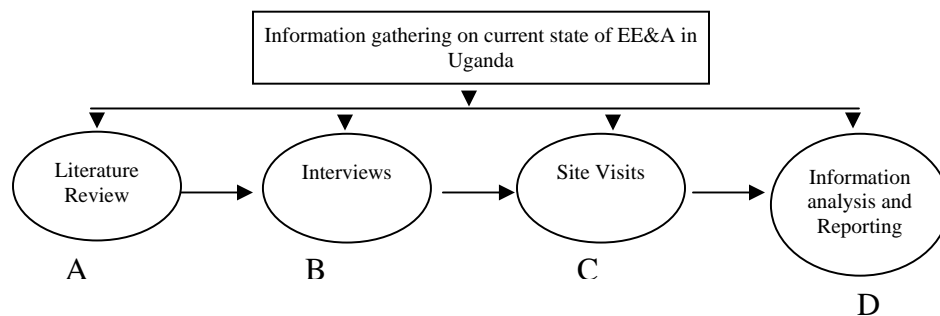 Information gathering on current state of EE&A in
Uganda
Literature
Review
Interviews
Site Visits
Information
analysis and
Reporting
A
B
C
D